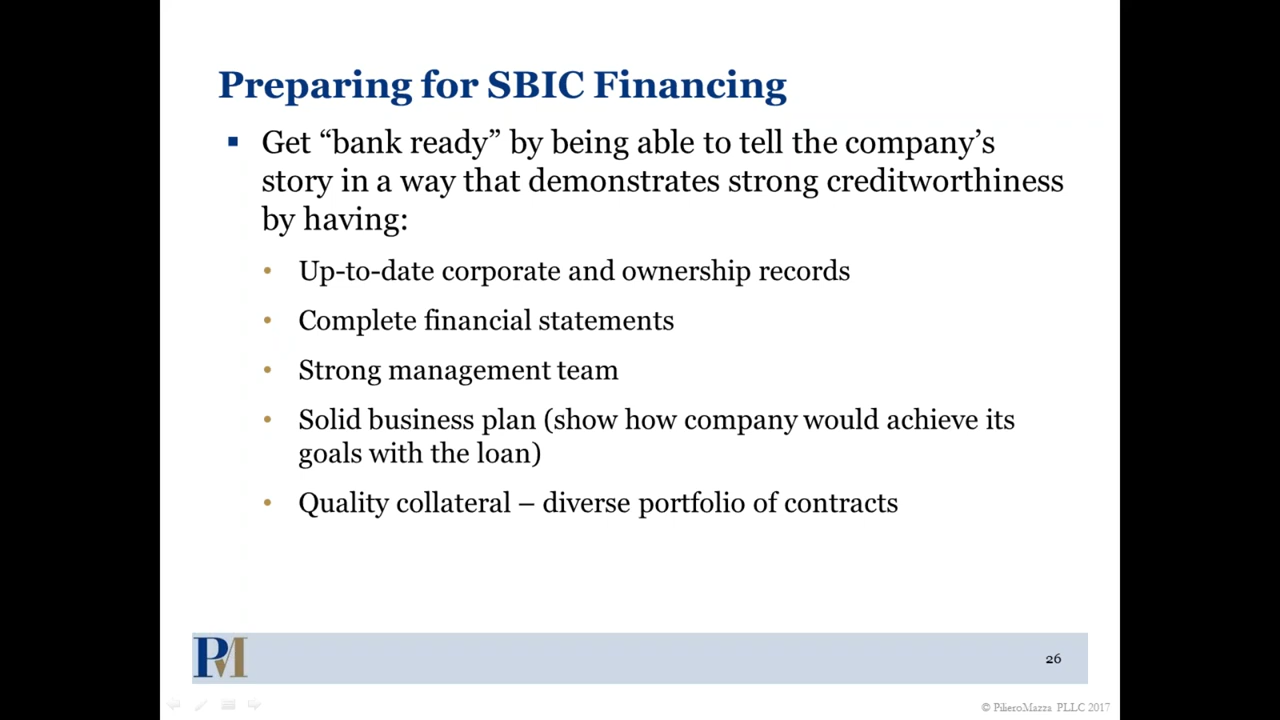 Preparing for SBIC Financing
▪ Get “bank ready” by being able to tell the company’s
story in a way that demonstrates strong creditworthiness
by having:
• Up-to-date corporate and ownership records
• Complete financial statements
• Strong management team
• Solid business plan (show how company would achieve its
goals with the loan)
• Quality collateral – diverse portfolio of contracts
PM
26
© PilieroMazza PLLC 2017